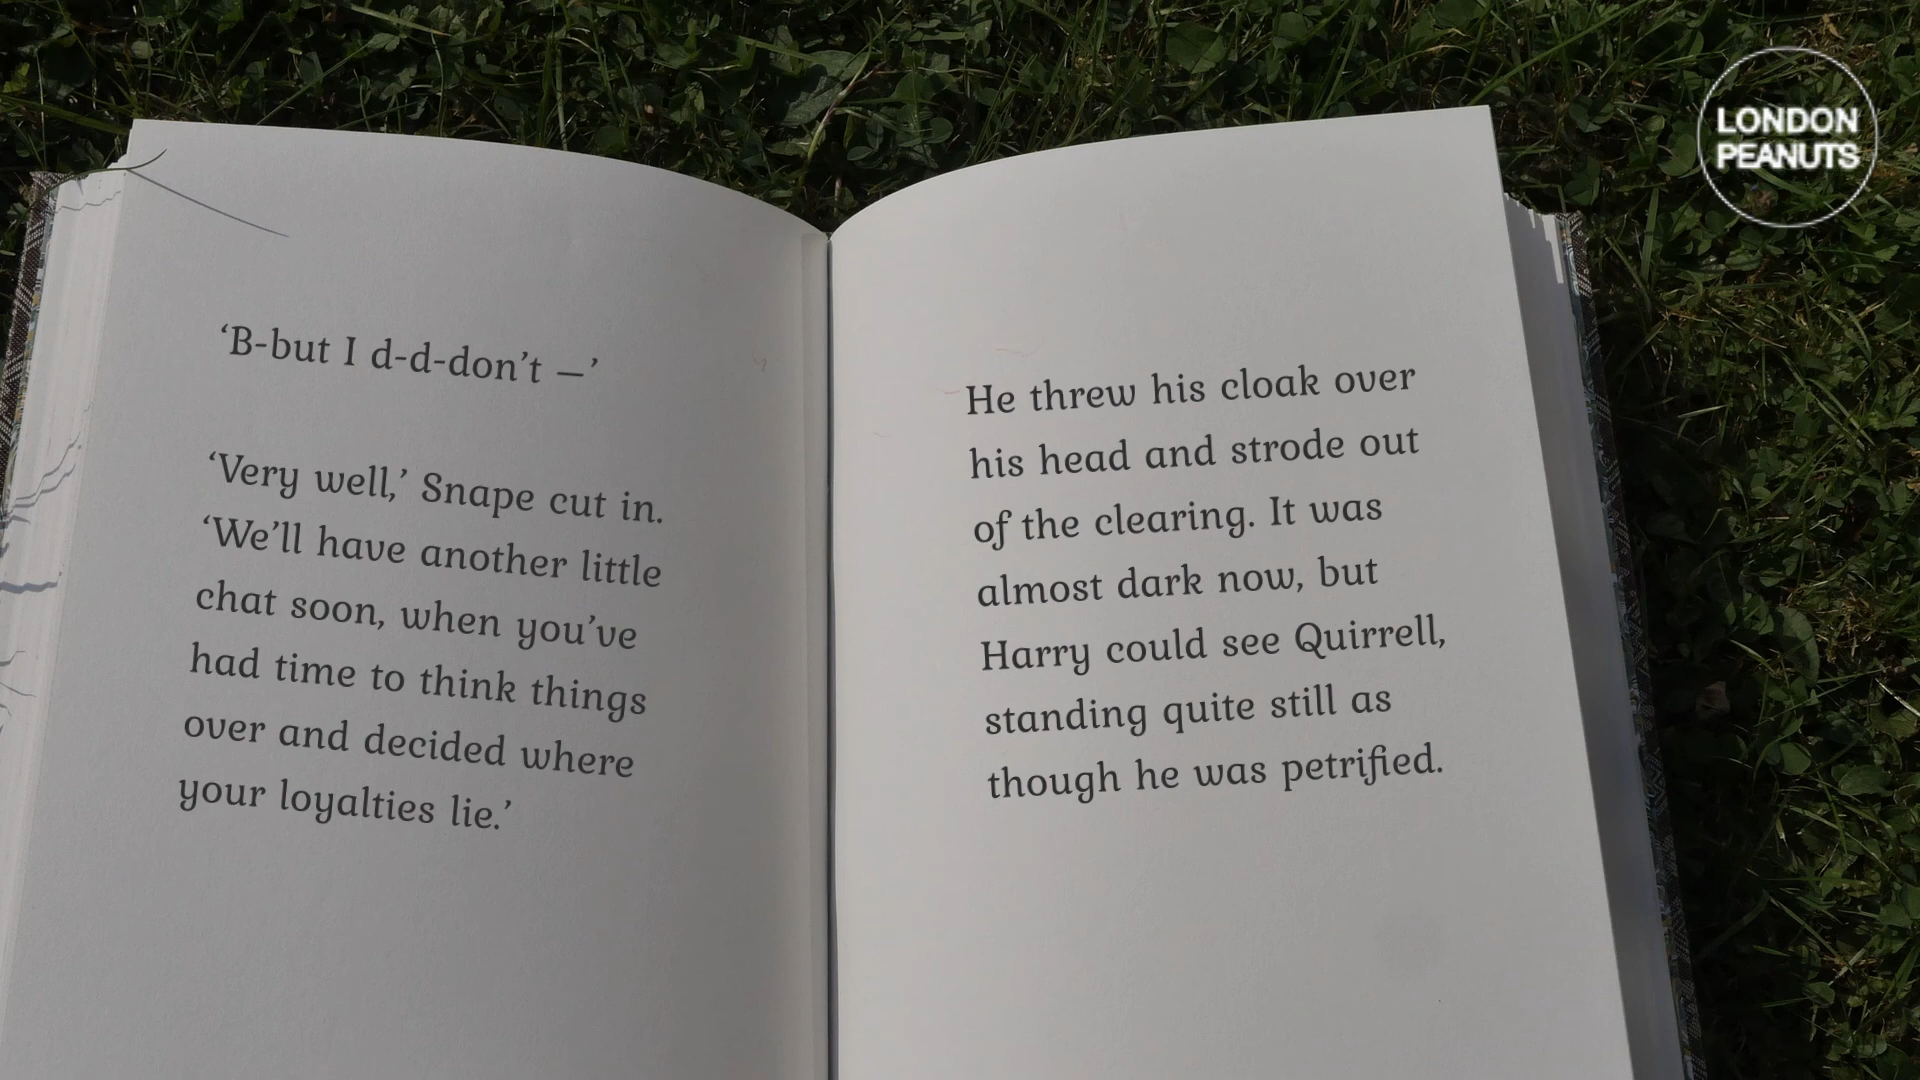 ‘B-but I d-d-don’t –’
‘Very well,’ Snape cut in.
‘We’ll have another little
chat soon, when you’ve
had time to think things
over and decided where
your loyalties lie.’
He threw his cloak over
his head and strode out
of the clearing. It was
almost dark now, but
Harry could see Quirrell,
standing quite still as
though he was petrified.
LONDON
PEANUTS